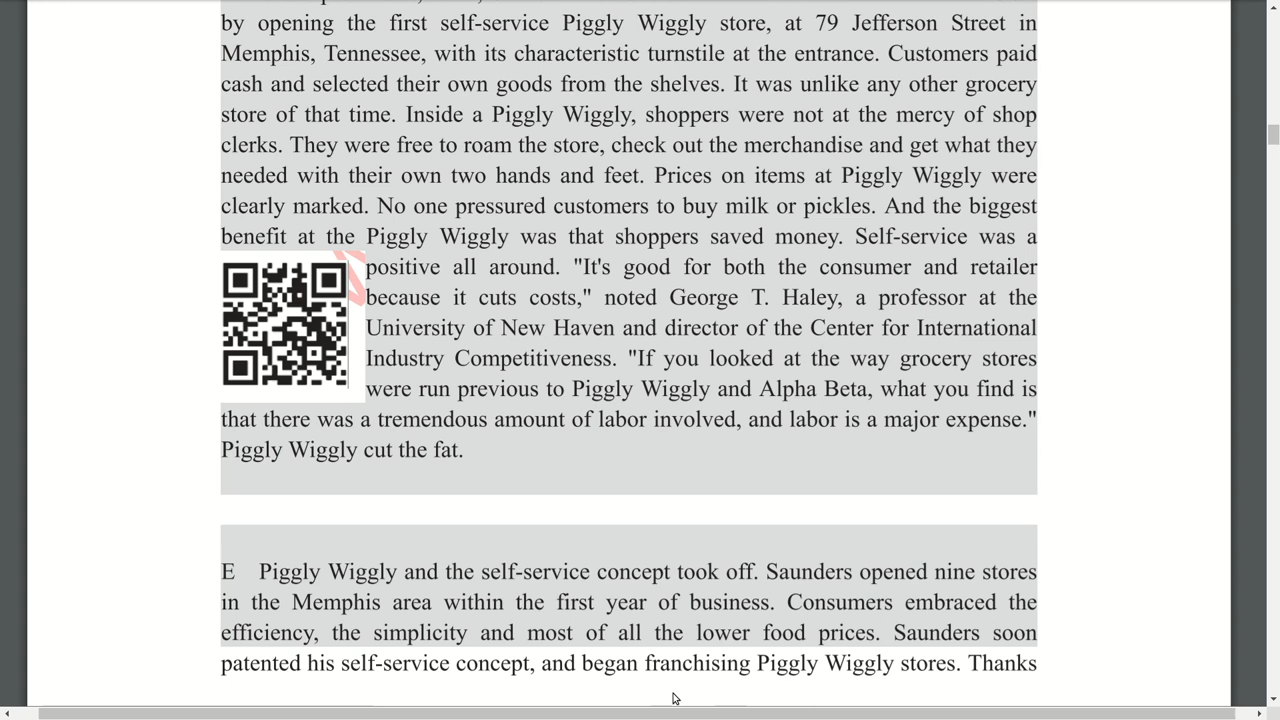 by opening the first self-service Piggly Wiggly store, at 79 Jefferson Street in
Memphis, Tennessee, with its characteristic turnstile at the entrance. Customers paid
cash and selected their own goods from the shelves. It was unlike any other grocery
store of that time. Inside a Piggly Wiggly, shoppers were not at the mercy of shop
clerks. They were free to roam the store, check out the merchandise and get what they
needed with their own two hands and feet. Prices on items at Piggly Wiggly were
clearly marked. No one pressured customers to buy milk or pickles. And the biggest
benefit at the Piggly Wiggly was that shoppers saved money. Self-service was a
positive all around. "It's good for both the consumer and retailer
because it cuts costs," noted George T. Haley, a professor at the
University of New Haven and director of the Center for International
Industry Competitiveness. "If you looked at the way grocery stores
were run previous to Piggly Wiggly and Alpha Beta, what you find is
that there was a tremendous amount of labor involved, and labor is a major expense."
Piggly Wiggly cut the fat.
E Piggly Wiggly and the self-service concept took off. Saunders opened nine stores
in the Memphis area within the first year of business. Consumers embraced the
efficiency, the simplicity and most of all the lower food prices. Saunders soon
patented his self-service concept, and began franchising Piggly Wiggly stores. Thanks